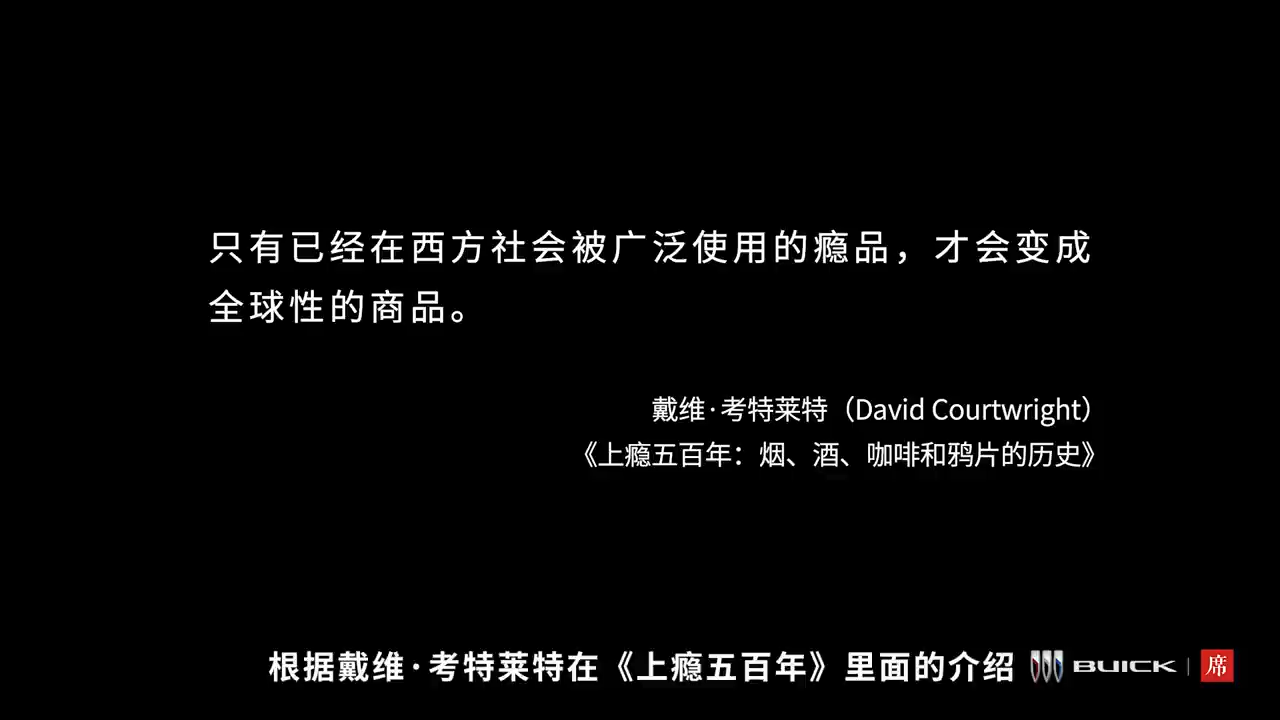 只有已经在西方社会被广泛使用的瘾品，才会变成
全球性的商品。
戴维·考特莱特（David Courtwright）
《上瘾五百年：烟、酒、咖啡和鸦片的历史》
根据戴维·考特莱特在《上瘾五百年》里面的介绍 BUICK | 席